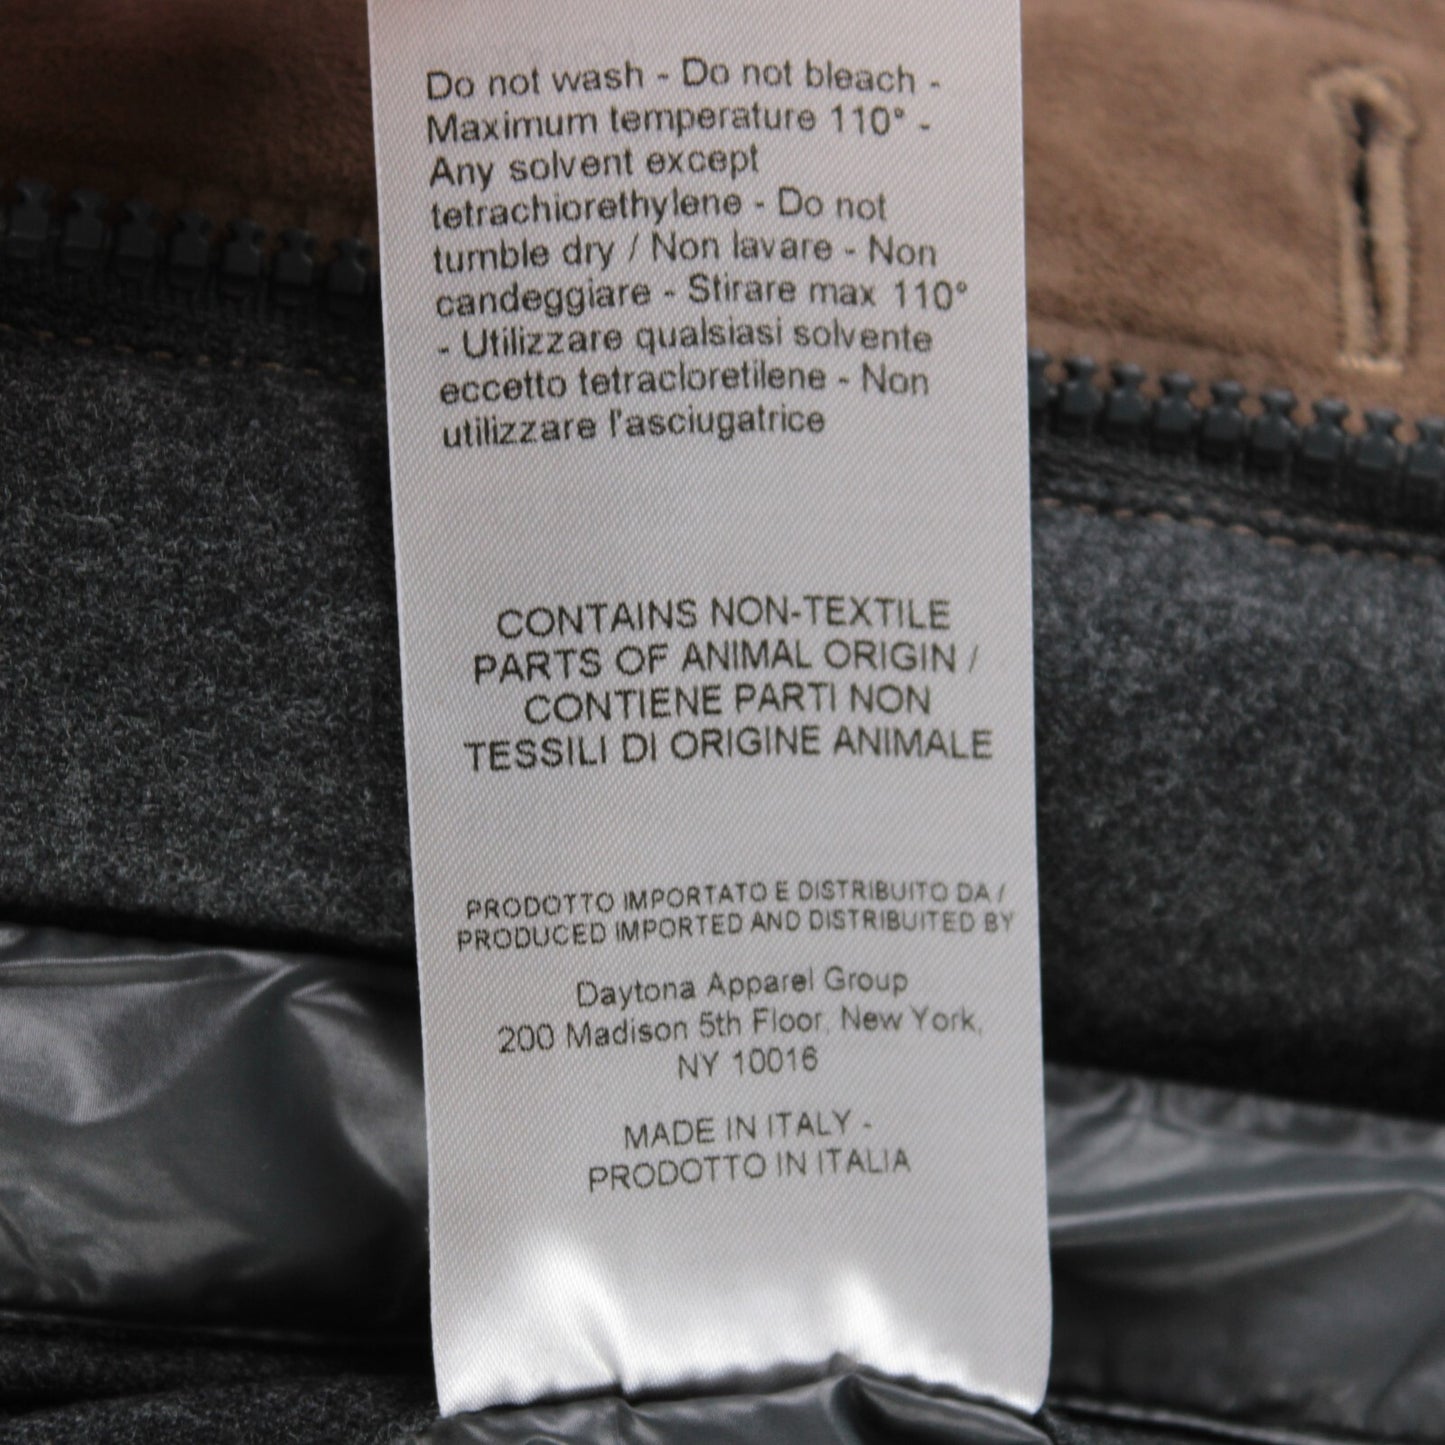 Do not wash - Do not bleach -
Maximum temperature 110° -
Any solvent except
tetrachiorethylene - Do not
tumble dry / Non lavare - Non
candeggiare - Stirare max 110°
- Utilizzare qualsiasi solvente
eccetto tetracloretilene - Non
utilizzare l'asciugatrice
CONTAINS NON-TEXTILE
PARTS OF ANIMAL ORIGIN /
CONTIENE PARTI NON
TESSILI DI ORIGINE ANIMALE
PRODOTTO IMPORTATO E DISTRIBUITO DA /
PRODUCED IMPORTED AND DISTRIBUITED BY
Daytona Apparel Group
200 Madison 5th Floor, New York,
NY 10016
MADE IN ITALY -
PRODOTTO IN ITALIA